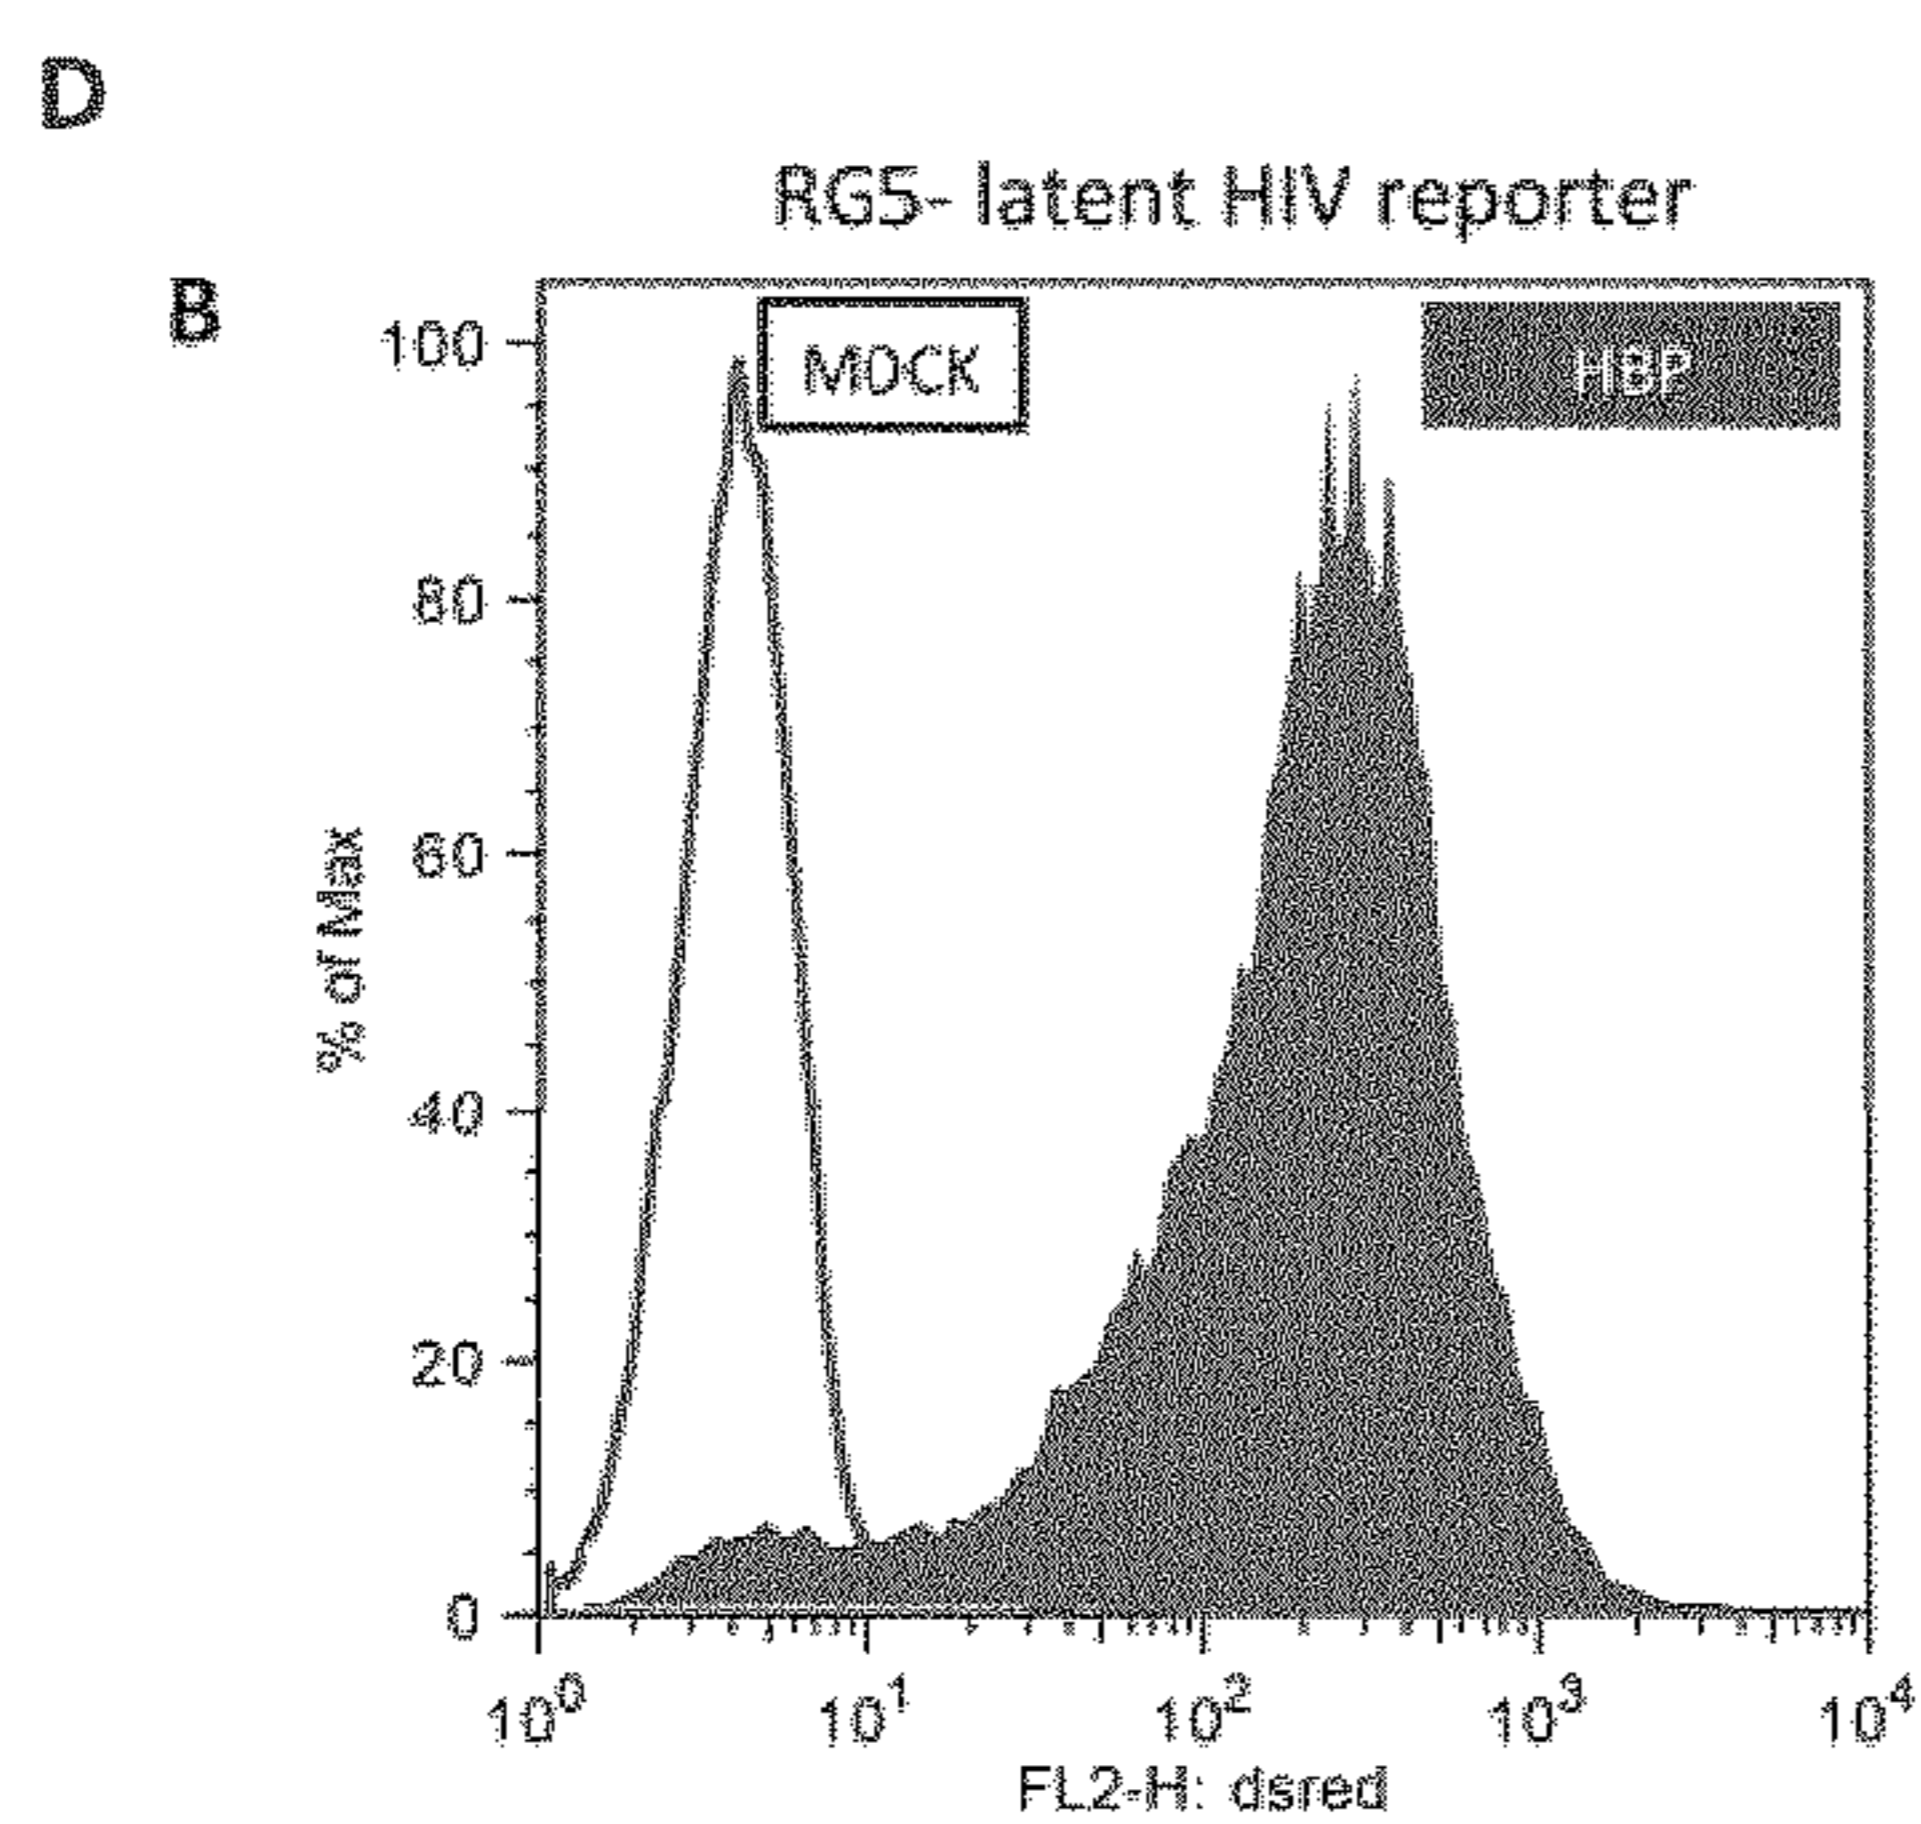 D
RG5- latent HIV reporter
B
MOCK
HBP
100
80
60
40
20
0
% of Max
10^0 10^1 10^2 10^3 10^4
FL2-H: dsred